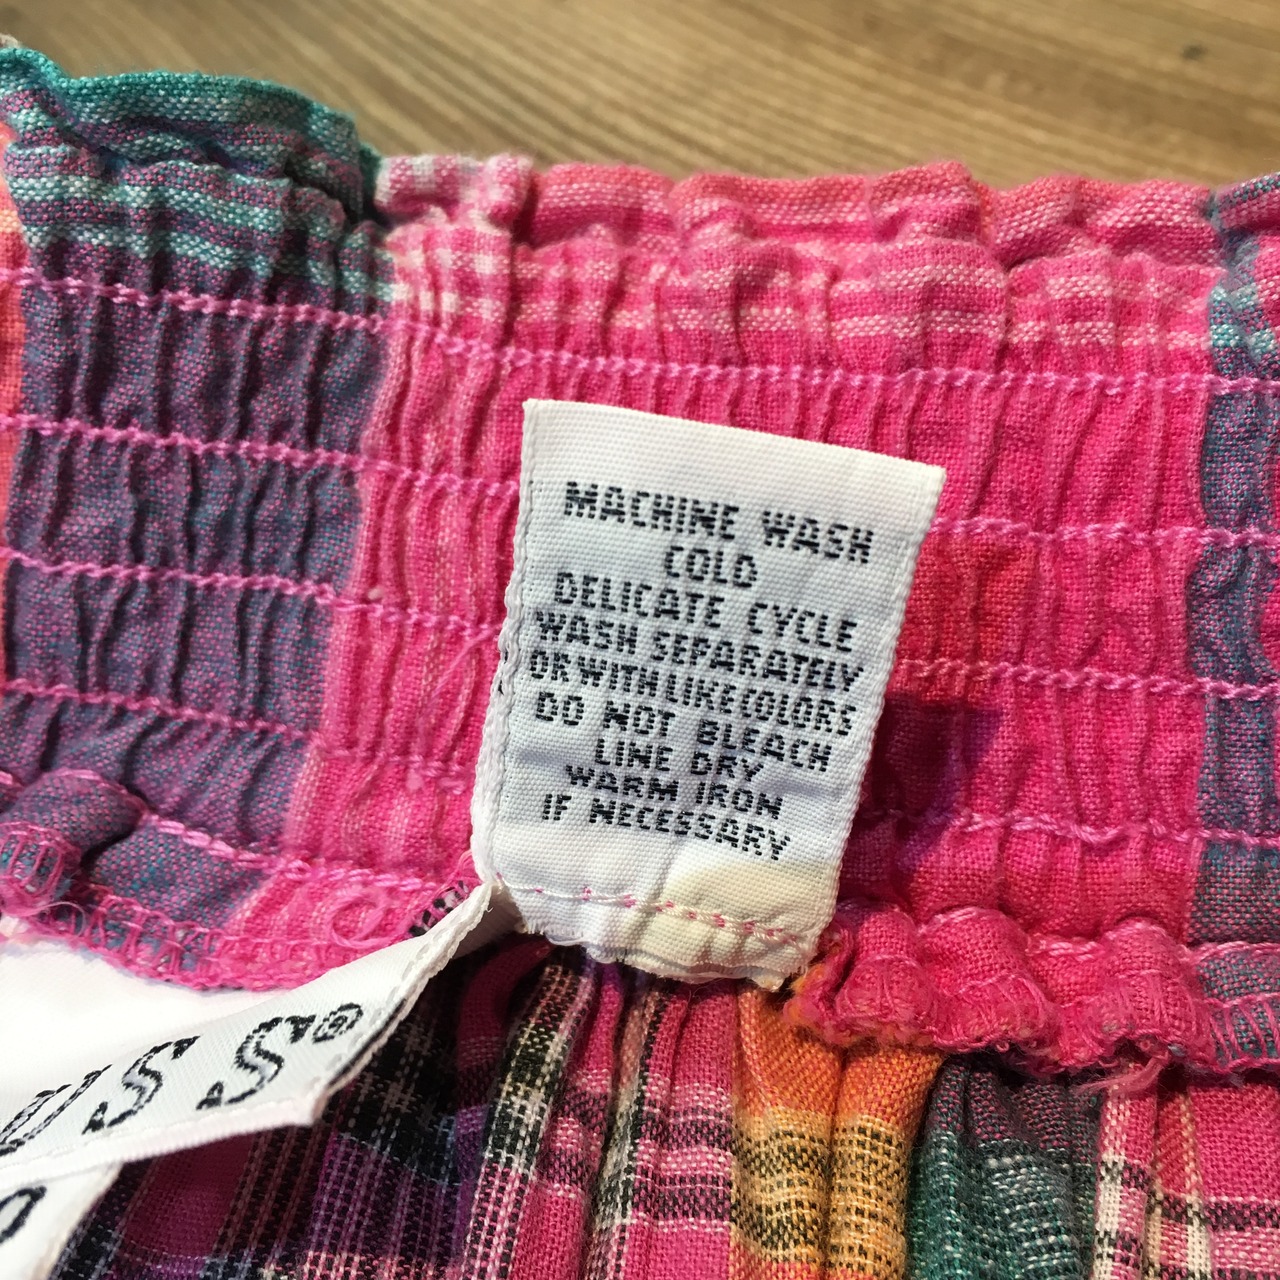 MACHINE WASH
COLD
DELICATE CYCLE
WASH SEPARATELY
OR WITH LIKE COLORS
DO NOT BLEACH
LINE DRY
WARM IRON
IF NECESSARY
USS®